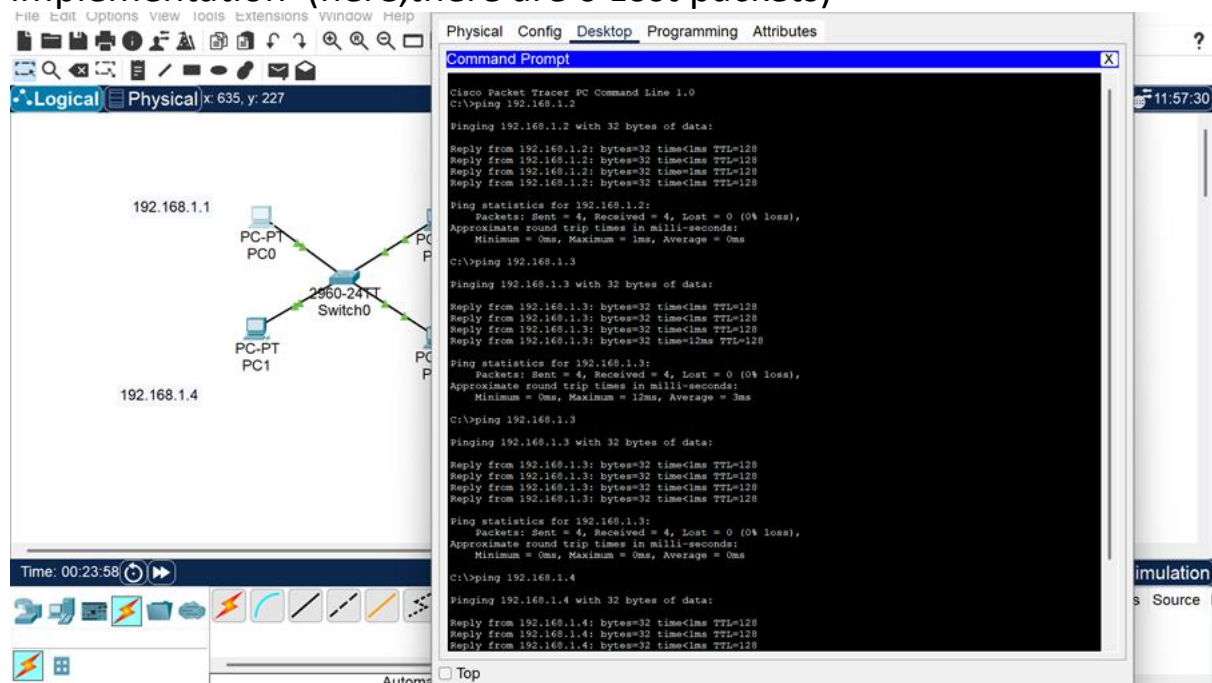 implementation (here,there are 0 Lost packets)
File Edit Options View Tools Extensions Window Help
Physical Config Desktop Programming Attributes
?
Command Prompt
X
Logical Physical x: 635, y: 227
11:57:30
Cisco Packet Tracer PC Command Line 1.0
C:\>ping 192.168.1.2
Pinging 192.168.1.2 with 32 bytes of data:
Reply from 192.168.1.2: bytes=32 time<1ms TTL=128
Reply from 192.168.1.2: bytes=32 time<1ms TTL=128
Reply from 192.168.1.2: bytes=32 time=1ms TTL=128
Reply from 192.168.1.2: bytes=32 time<1ms TTL=128
Ping statistics for 192.168.1.2:
Packets: Sent = 4, Received = 4, Lost = 0 (0% loss),
Approximate round trip times in milli-seconds:
Minimum = 0ms, Maximum = 1ms, Average = 0ms
C:\>ping 192.168.1.3
Pinging 192.168.1.3 with 32 bytes of data:
Reply from 192.168.1.3: bytes=32 time<1ms TTL=128
Reply from 192.168.1.3: bytes=32 time<1ms TTL=128
Reply from 192.168.1.3: bytes=32 time<1ms TTL=128
Reply from 192.168.1.3: bytes=32 time=12ms TTL=128
Ping statistics for 192.168.1.3:
Packets: Sent = 4, Received = 4, Lost = 0 (0% loss),
Approximate round trip times in milli-seconds:
Minimum = 0ms, Maximum = 12ms, Average = 3ms
C:\>ping 192.168.1.3
Pinging 192.168.1.3 with 32 bytes of data:
Reply from 192.168.1.3: bytes=32 time<1ms TTL=128
Reply from 192.168.1.3: bytes=32 time<1ms TTL=128
Reply from 192.168.1.3: bytes=32 time<1ms TTL=128
Reply from 192.168.1.3: bytes=32 time<1ms TTL=128
Ping statistics for 192.168.1.3:
Packets: Sent = 4, Received = 4, Lost = 0 (0% loss),
Approximate round trip times in milli-seconds:
Minimum = 0ms, Maximum = 0ms, Average = 0ms
C:\>ping 192.168.1.4
Pinging 192.168.1.4 with 32 bytes of data:
Reply from 192.168.1.4: bytes=32 time<1ms TTL=128
Reply from 192.168.1.4: bytes=32 time<1ms TTL=128
Reply from 192.168.1.4: bytes=32 time<1ms TTL=128
Top
192.168.1.1
PC-PT
PC0
PC
P
2960-24TT
Switch0
PC-PT
PC1
PC
P
192.168.1.4
Time: 00:23:58
imulation
s Source
Automa